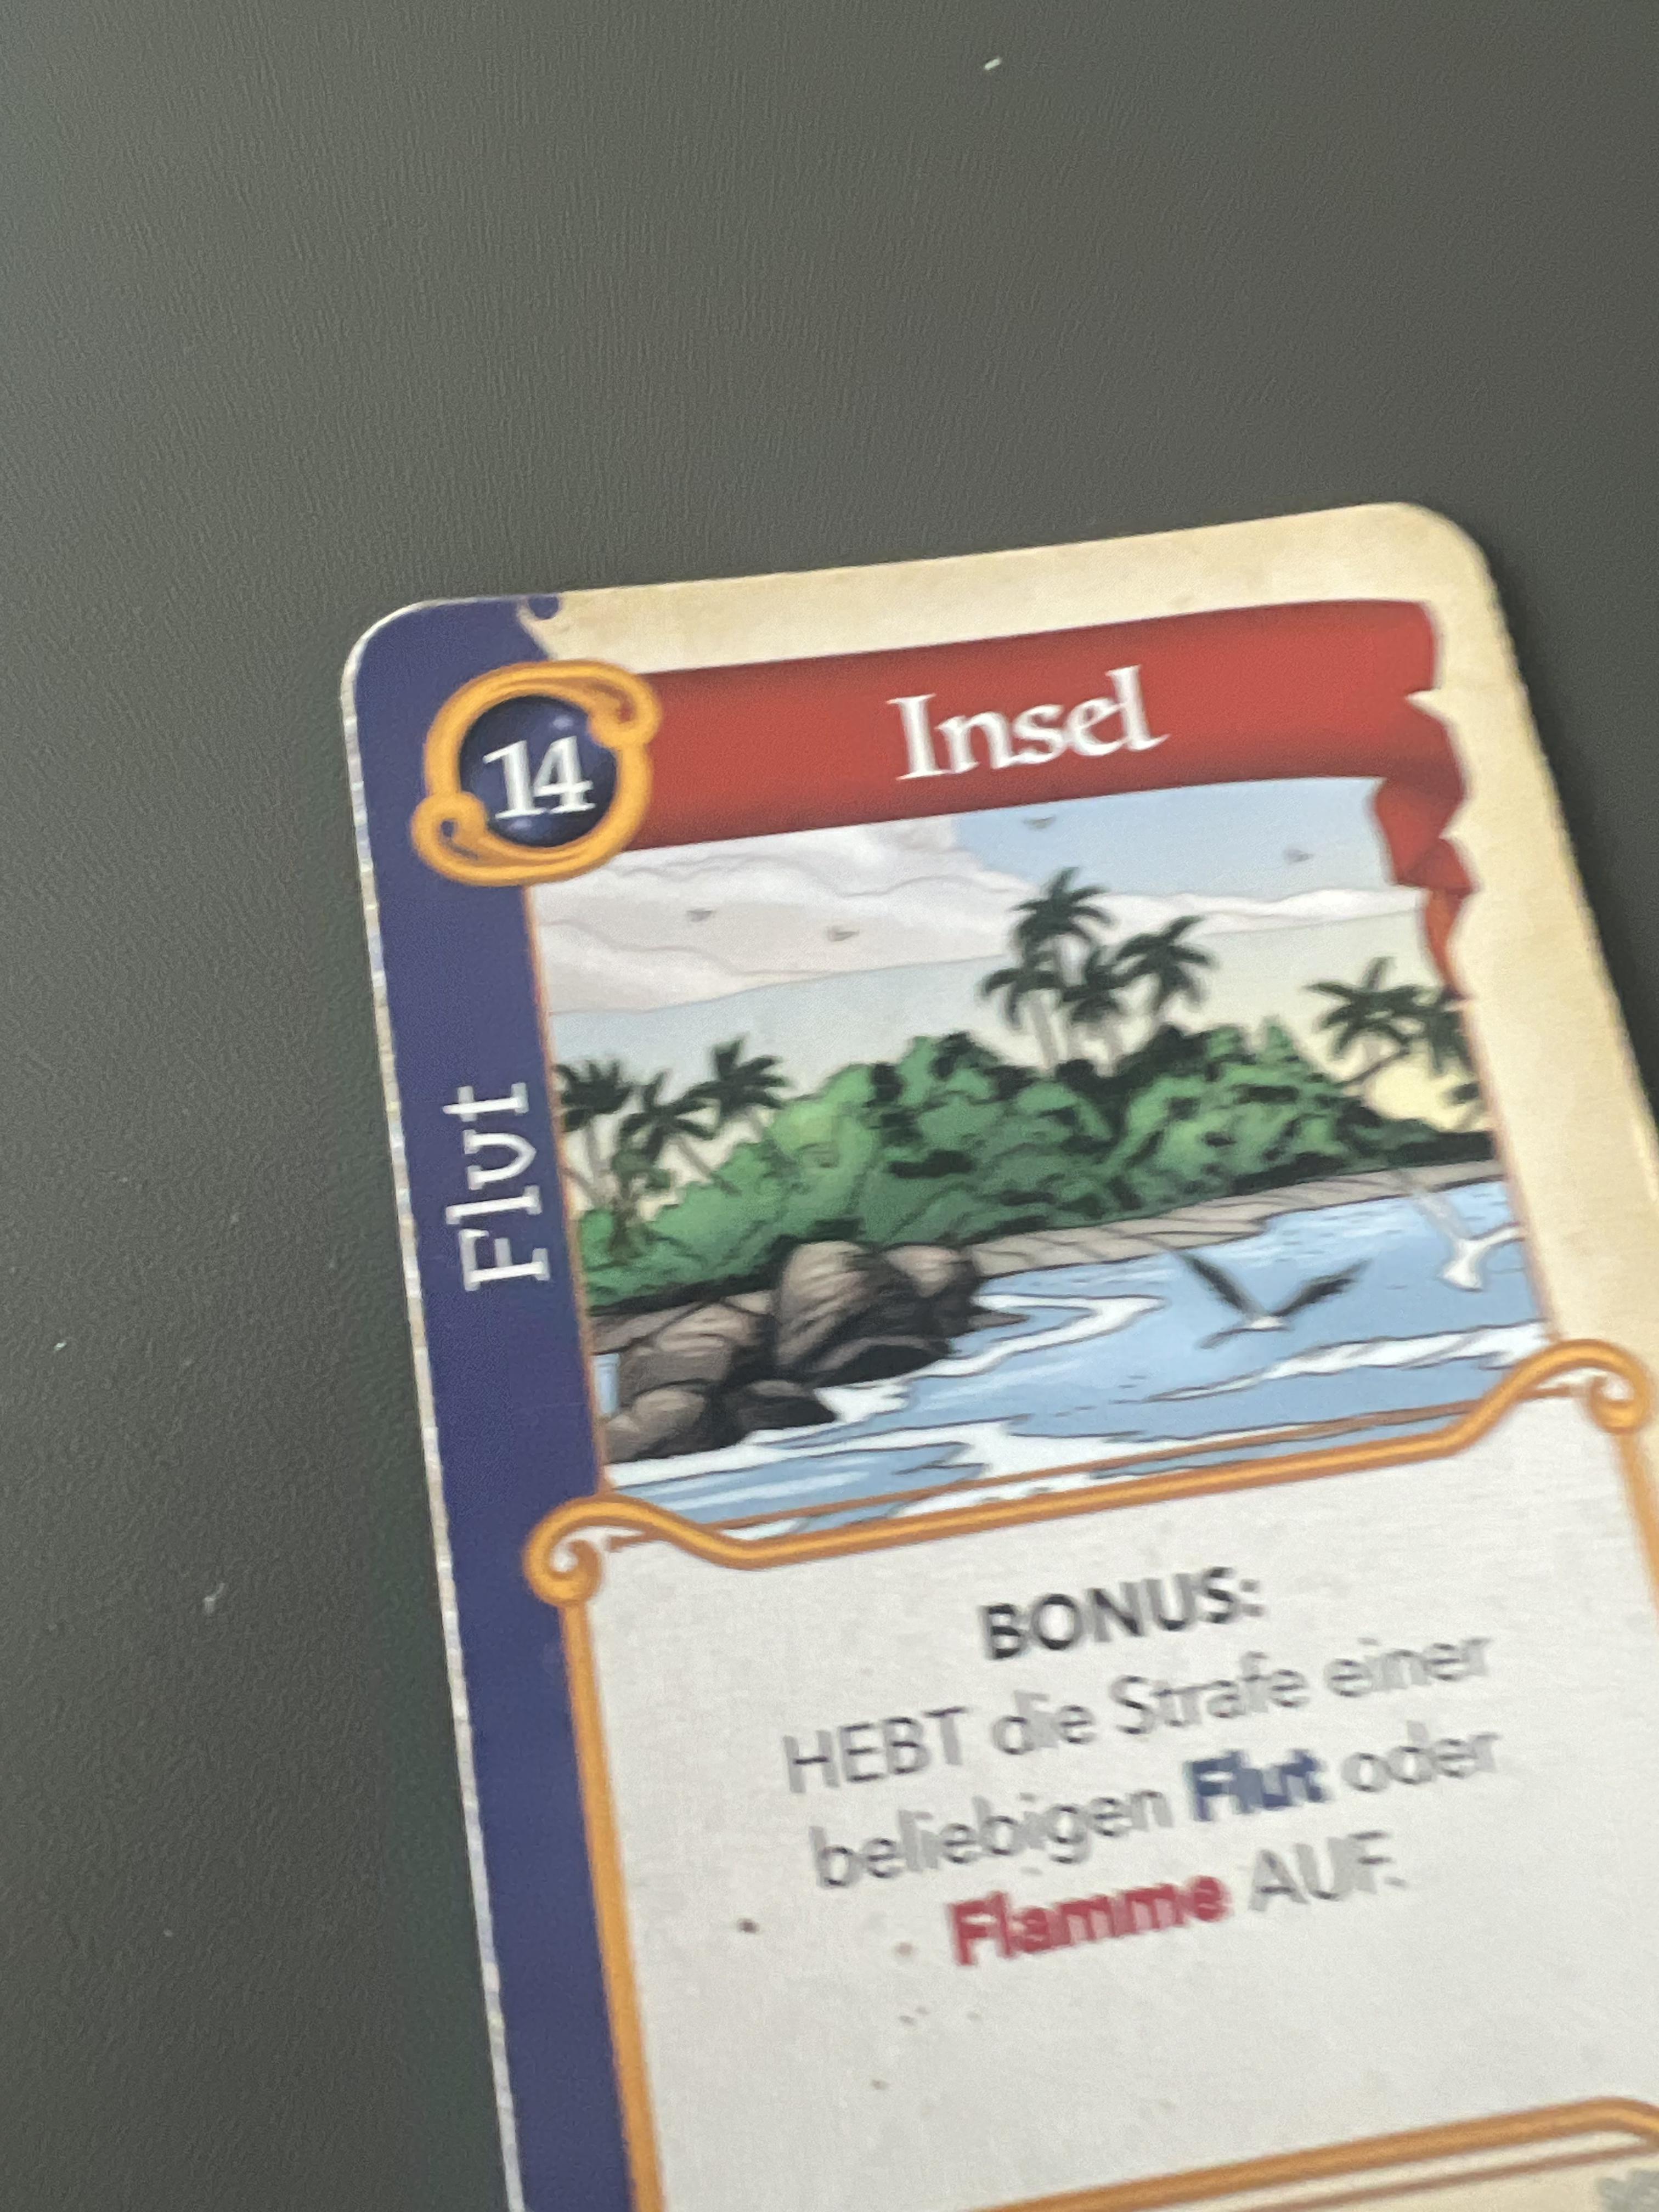 14
Insel
Flut
BONUS:
HEBT die Strafe einer
beliebigen Flut oder
Flamme AUF.